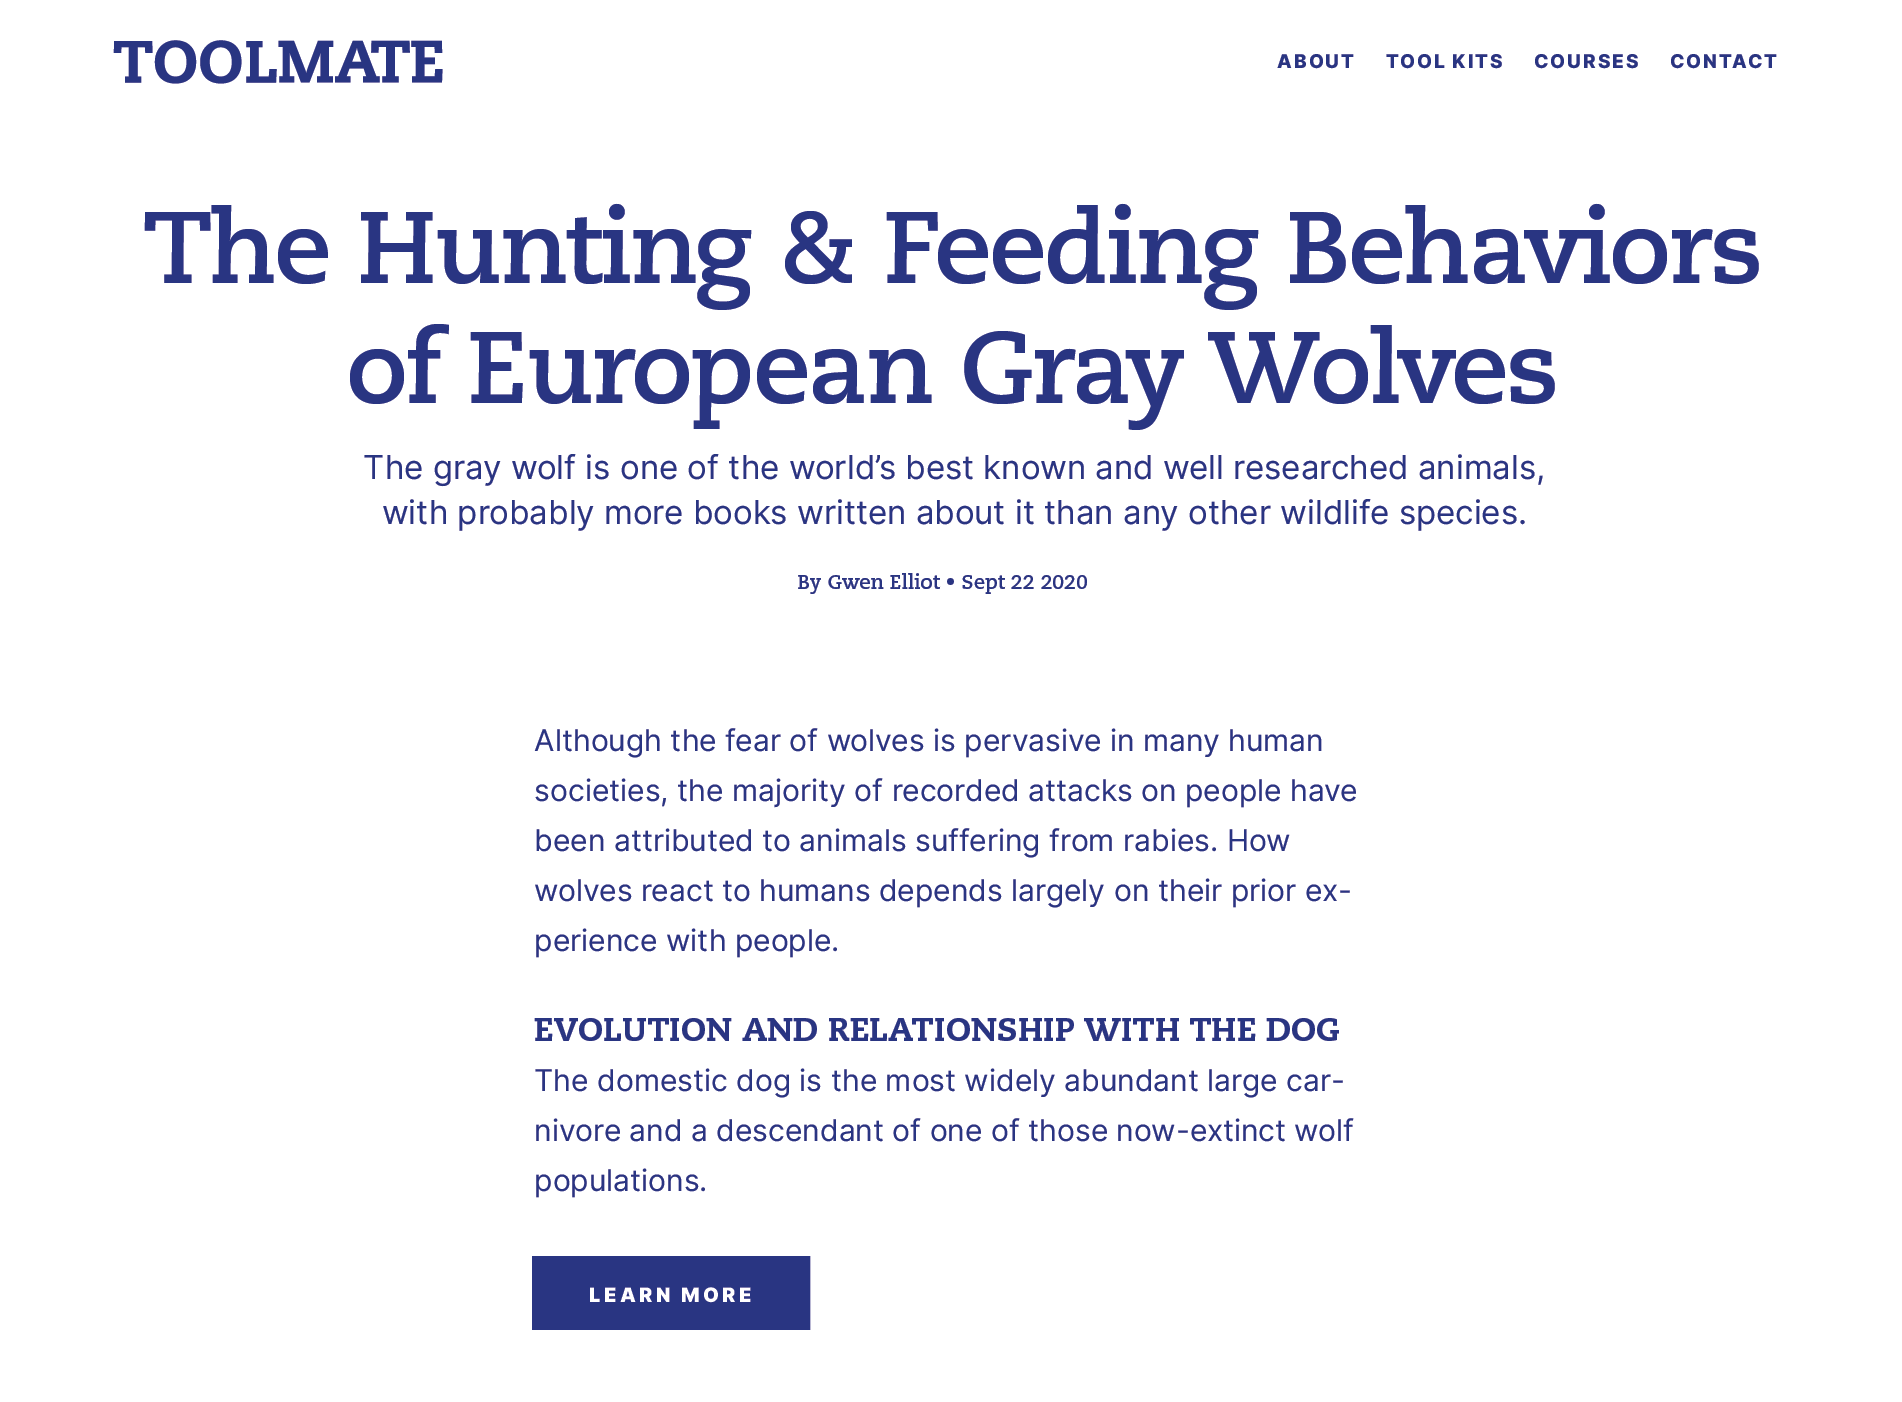 TOOLMATE
ABOUT TOOL KITS COURSES CONTACT
The Hunting & Feeding Behaviors
of European Gray Wolves
The gray wolf is one of the world’s best known and well researched animals,
with probably more books written about it than any other wildlife species.
By Gwen Elliot • Sept 22 2020
Although the fear of wolves is pervasive in many human
societies, the majority of recorded attacks on people have
been attributed to animals suffering from rabies. How
wolves react to humans depends largely on their prior ex-
perience with people.
EVOLUTION AND RELATIONSHIP WITH THE DOG
The domestic dog is the most widely abundant large car-
nivore and a descendant of one of those now-extinct wolf
populations.
LEARN MORE